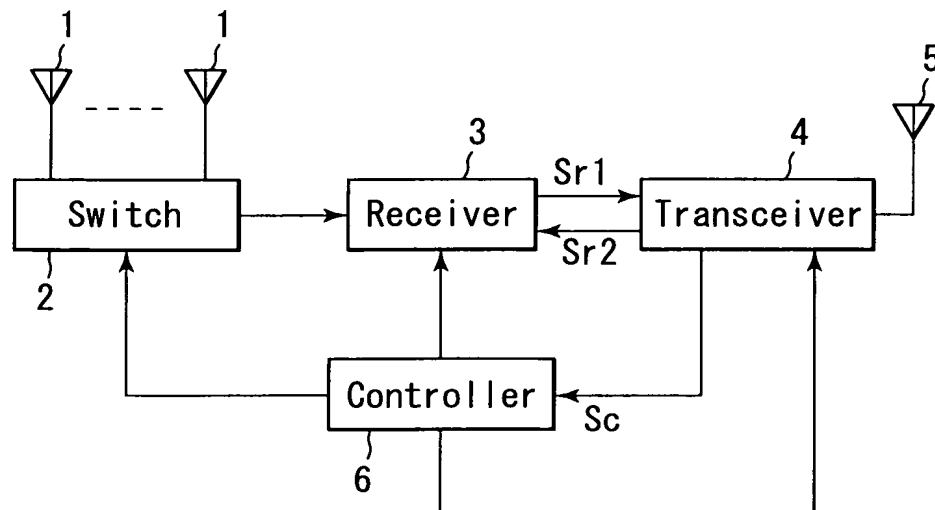 1 1
5
3 4
Switch Receiver Sr1 Transceiver
Sr2
2
Controller
Sc
6